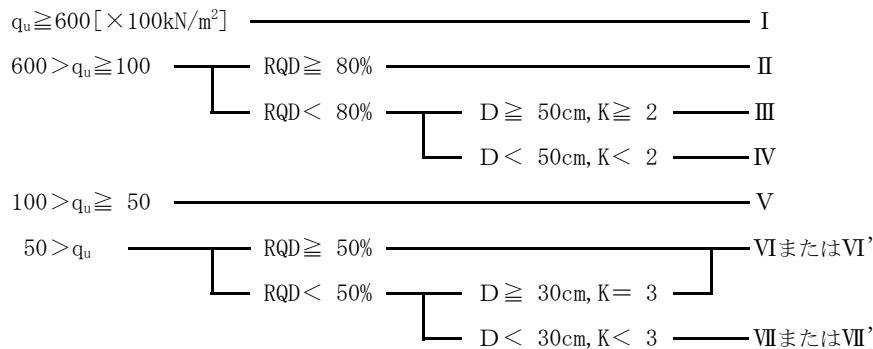 qᵤ≧600[×100kN/m²] Ⅰ
600＞qᵤ≧100 RQD≧ 80% Ⅱ
RQD＜ 80% Ｄ≧ 50cm,K≧ 2 Ⅲ
Ｄ＜ 50cm,K＜ 2 Ⅳ
100＞qᵤ≧ 50 Ⅴ
50＞qᵤ RQD≧ 50% ⅥまたはⅥ’
RQD＜ 50% Ｄ≧ 30cm,K＝ 3
Ｄ＜ 30cm,K＜ 3 ⅦまたはⅦ’